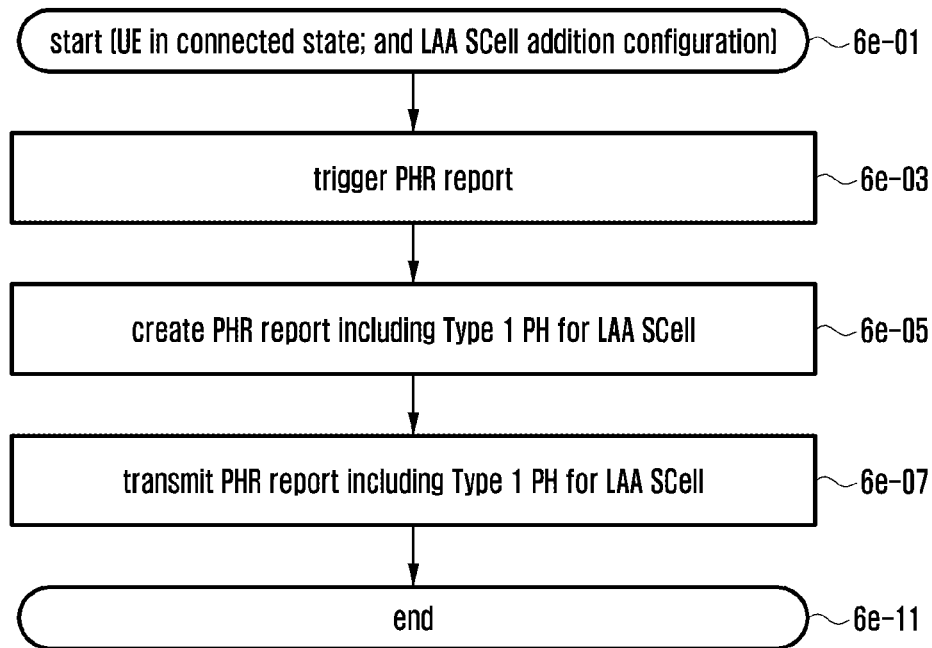 start (UE in connected state; and LAA SCell addition configuration)
6e-01
trigger PHR report
6e-03
create PHR report including Type 1 PH for LAA SCell
6e-05
transmit PHR report including Type 1 PH for LAA SCell
6e-07
end
6e-11